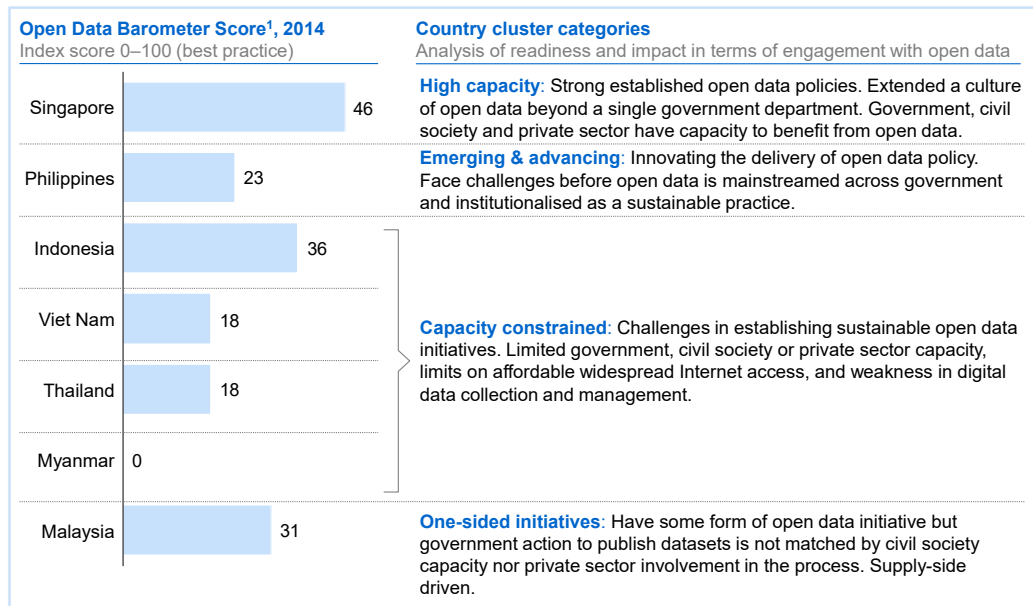 Open Data Barometer Score¹, 2014
Index score 0–100 (best practice)
Country cluster categories
Analysis of readiness and impact in terms of engagement with open data
Singapore
46
High capacity: Strong established open data policies. Extended a culture
of open data beyond a single government department. Government, civil
society and private sector have capacity to benefit from open data.
Philippines
23
Emerging & advancing: Innovating the delivery of open data policy.
Face challenges before open data is mainstreamed across government
and institutionalised as a sustainable practice.
Indonesia
36
Viet Nam
18
Thailand
18
Myanmar
0
Capacity constrained: Challenges in establishing sustainable open data
initiatives. Limited government, civil society or private sector capacity,
limits on affordable widespread Internet access, and weakness in digital
data collection and management.
Malaysia
31
One-sided initiatives: Have some form of open data initiative but
government action to publish datasets is not matched by civil society
capacity nor private sector involvement in the process. Supply-side
driven.